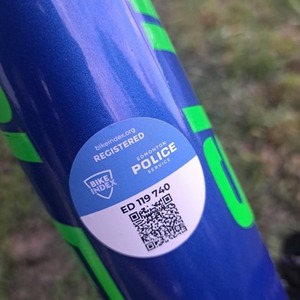 bikeindex.org
REGISTERED
EDMONTON
POLICE
SERVICE
BIKE
INDEX
ED 119 740